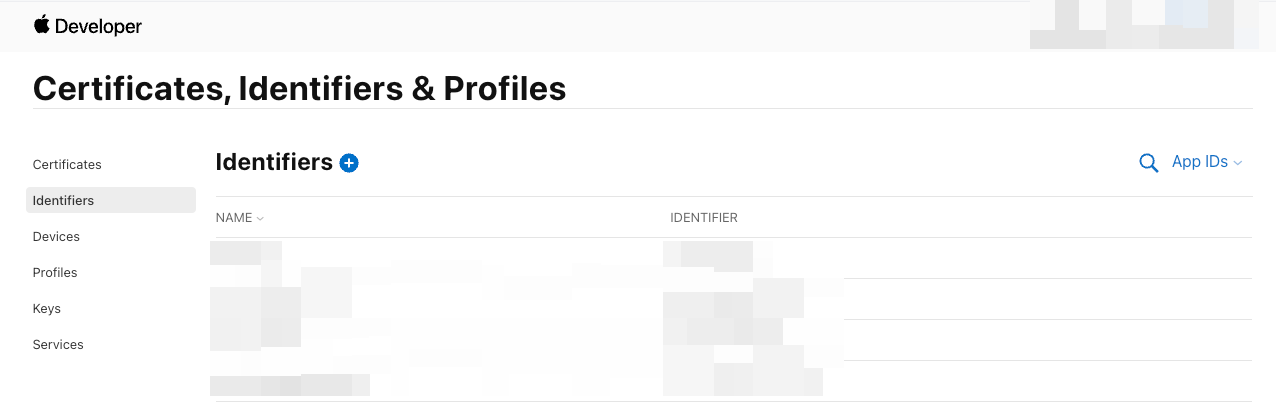 Developer
Certificates, Identifiers & Profiles
Certificates
Identifiers
Devices
Profiles
Keys
Services
Identifiers
App IDs
NAME
IDENTIFIER